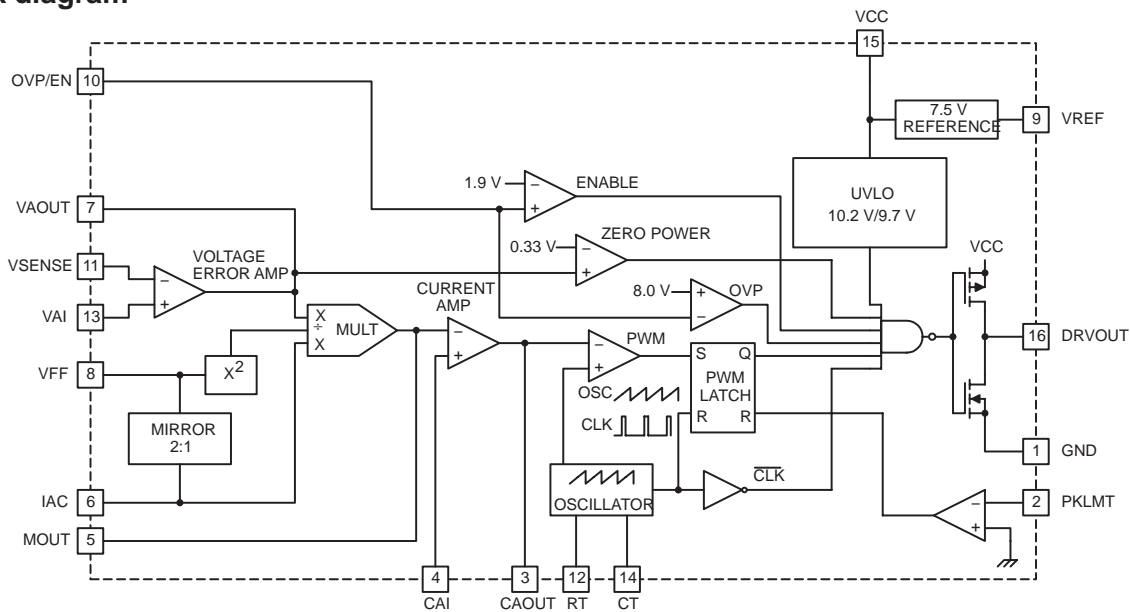 diagram
VCC
15
OVP/EN 10
7.5 V
REFERENCE
9 VREF
1.9 V − ENABLE
+
UVLO
10.2 V/9.7 V
VAOUT 7
0.33 V − ZERO POWER
+
VCC
VSENSE 11
− VOLTAGE
ERROR AMP
+
VAI 13
8.0 V + OVP
−
CURRENT
AMP
X
÷
X
MULT
−
+
− PWM
+
S Q
PWM
LATCH
R R
16 DRVOUT
VFF 8
X2
OSC
CLK
MIRROR
2:1
1 GND
OSCILLATOR
CLK
IAC 6
2 PKLMT
−
+
MOUT 5
4 3 12 14
CAI CAOUT RT CT